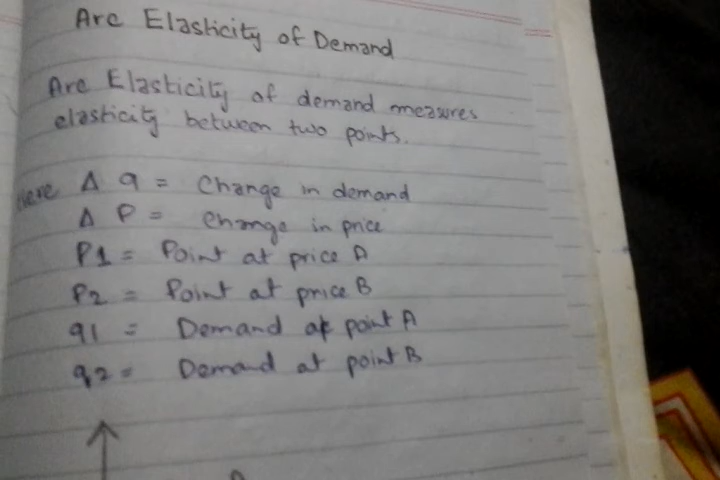 Arc Elasticity of Demand
Arc Elasticity of demand measures
elasticity between two points.
Here Δ q = Change in demand
Δ P = Change in price
P1 = Point at price A
P2 = Point at price B
q1 = Demand at point A
q2 = Demand at point B